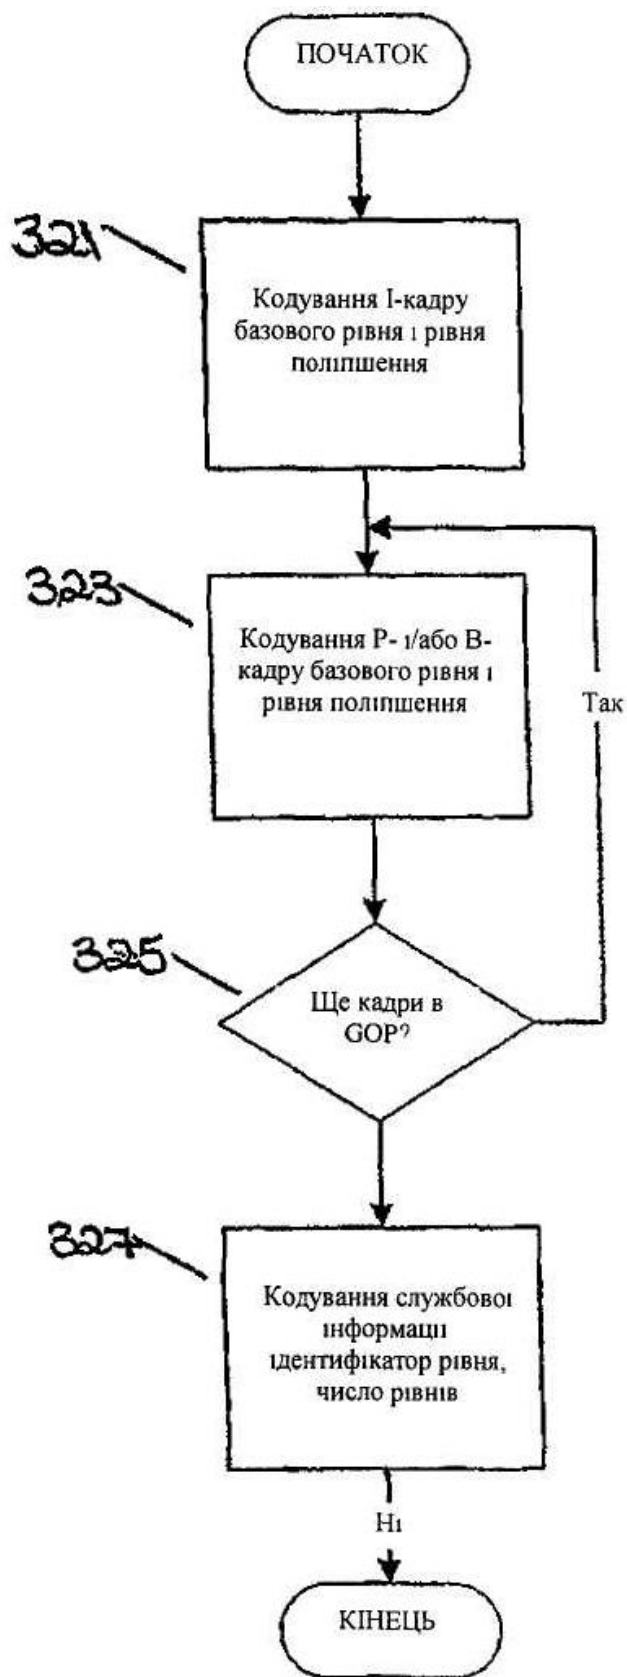 ПОЧАТОК
321
Кодування І-кадру
базового рівня і рівня
поліпшення
323
Кодування Р- і/або В-
кадру базового рівня і
рівня поліпшення
Так
325
Ще кадри в
GOP?
327
Кодування службової
інформації
ідентифікатор рівня,
число рівнів
Ні
КІНЕЦЬ